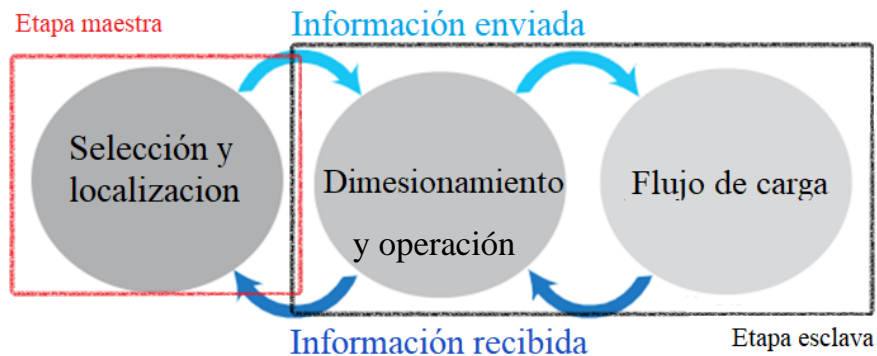 Etapa maestra
Información enviada
Selección y
localizacion
Dimesionamiento
y operación
Flujo de carga
Información recibida
Etapa esclava